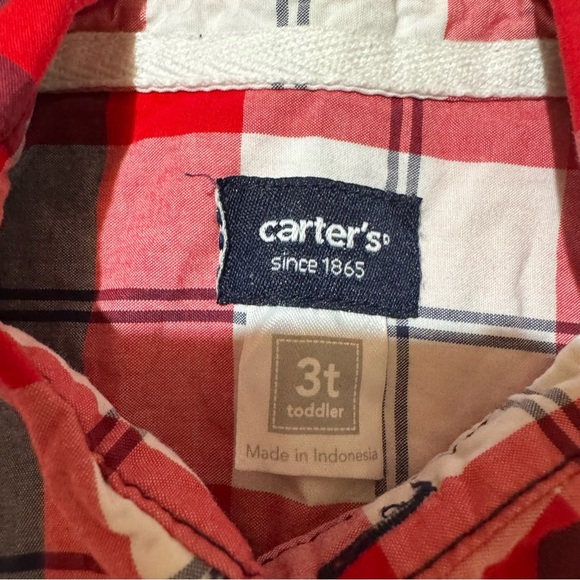 carter's
since 1865
3t
toddler
Made in Indonesia